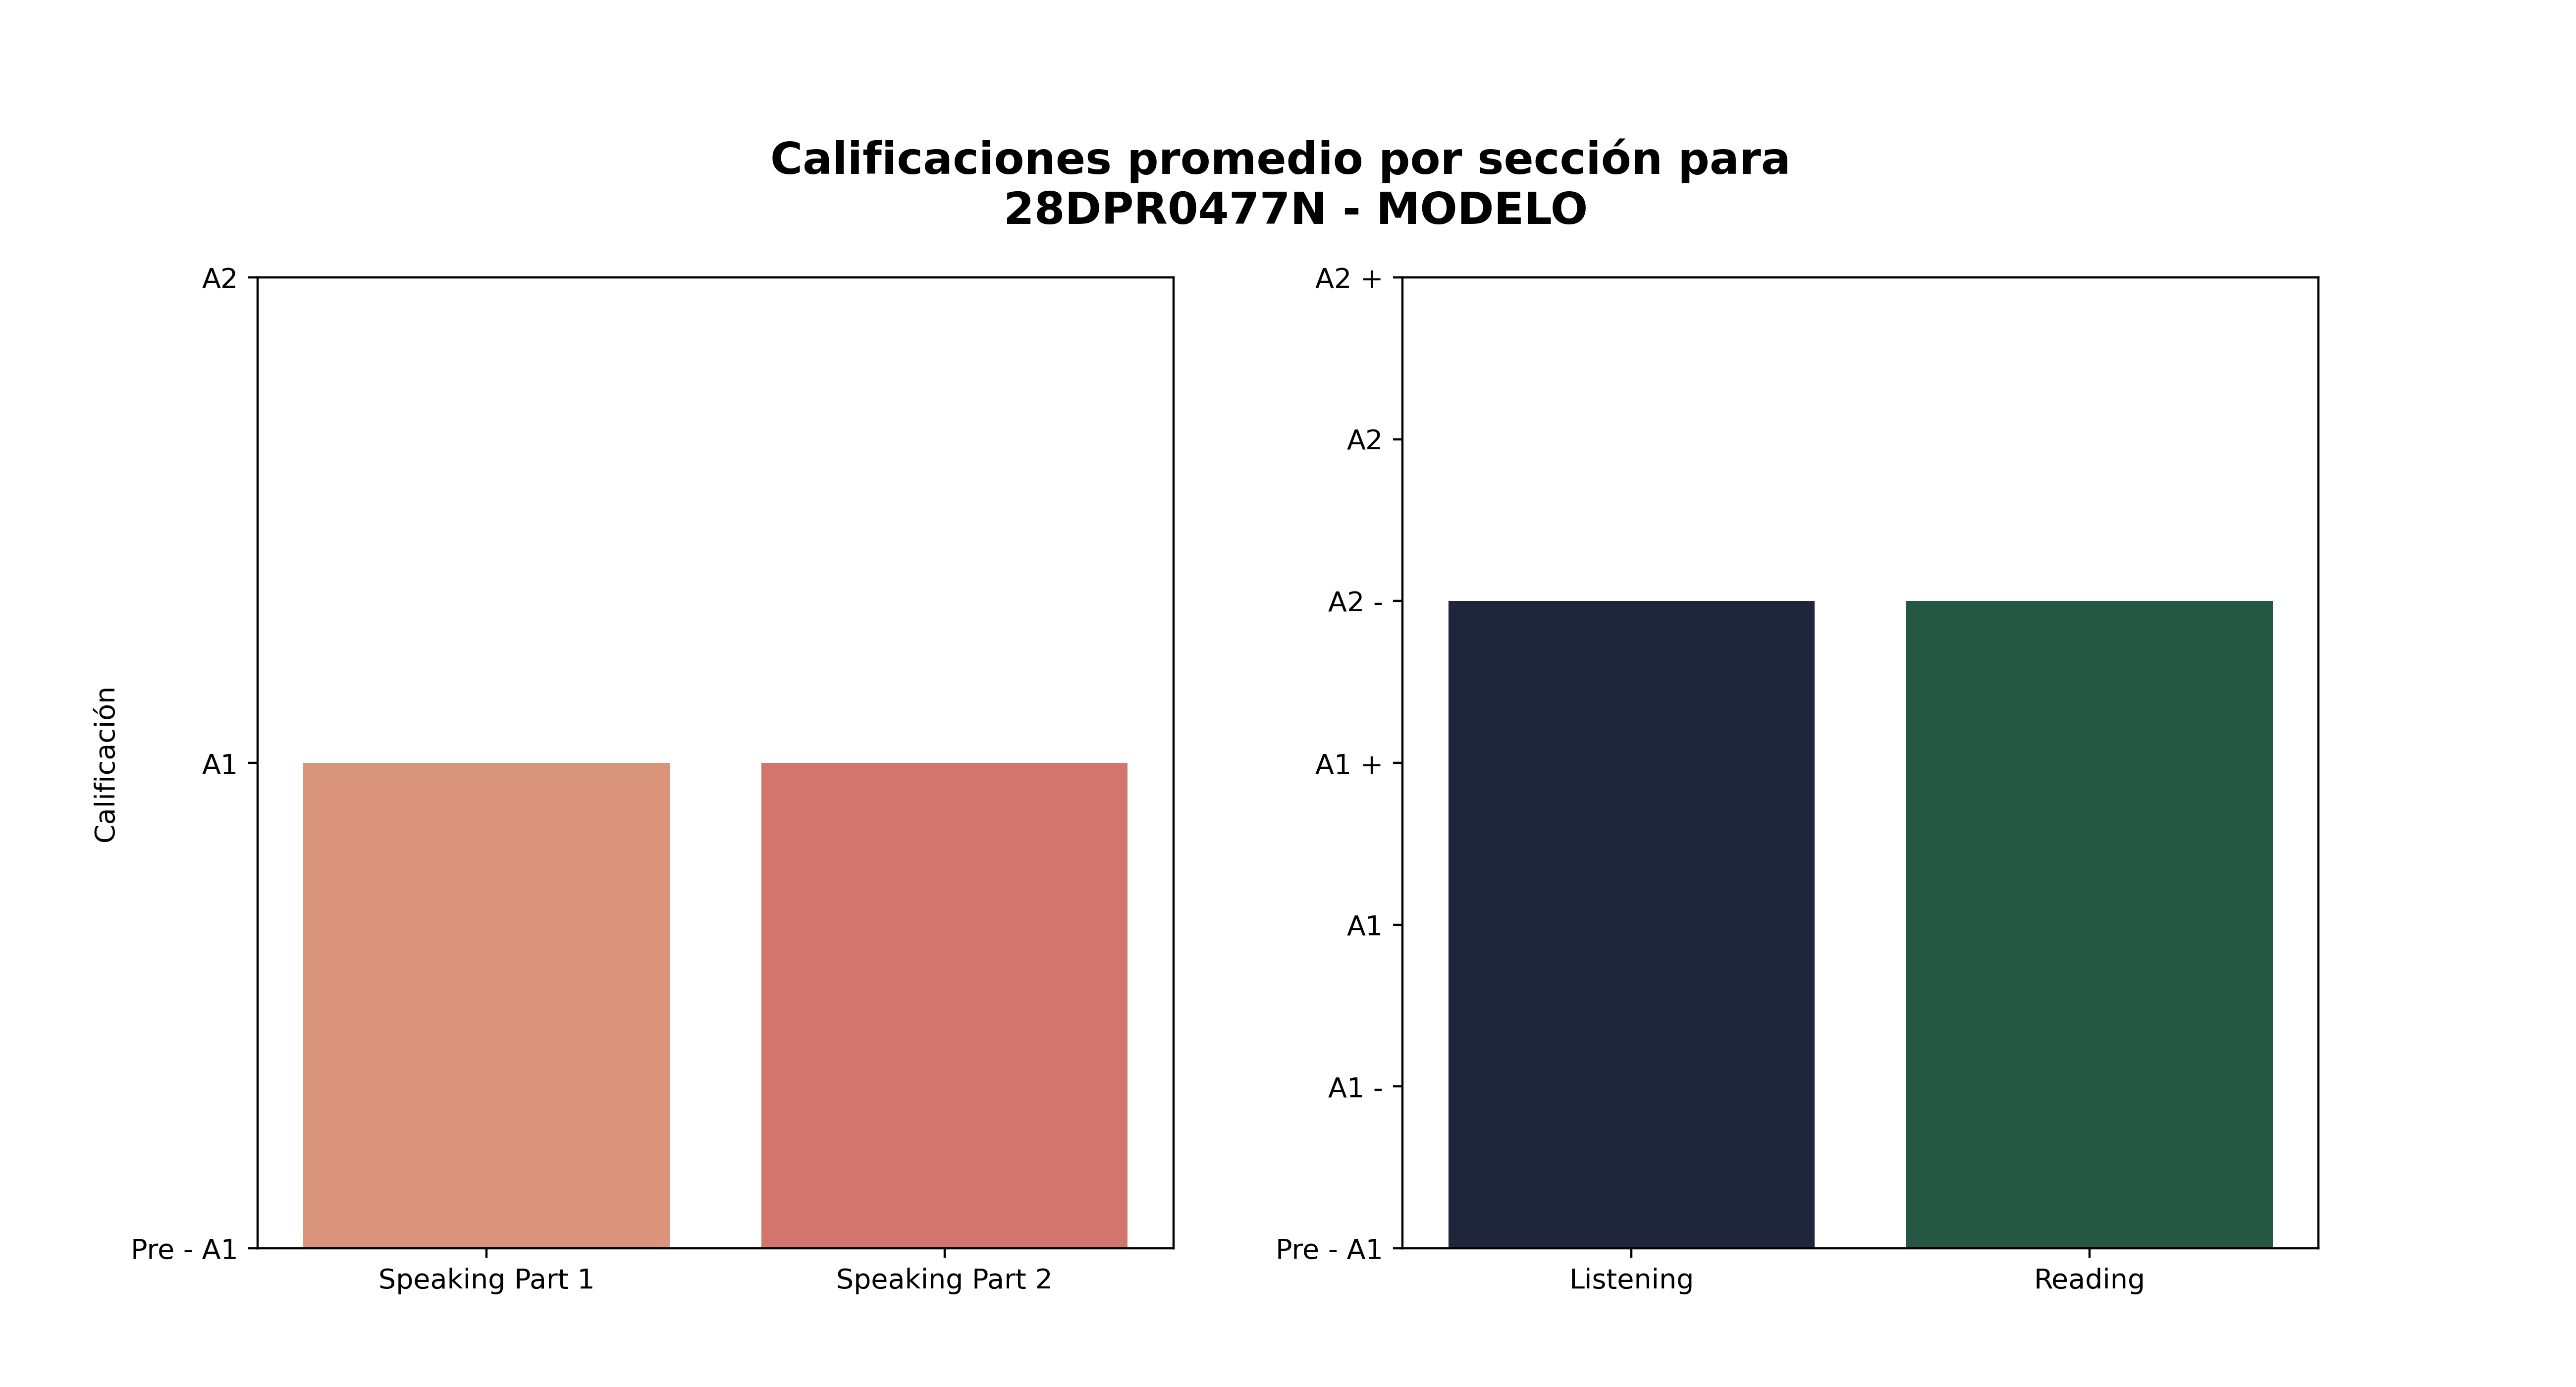 Calificaciones promedio por sección para
28DPR0477N - MODELO
Calificación
A2
A1
Pre - A1
Speaking Part 1
Speaking Part 2
A2 +
A2
A2 -
A1 +
A1
A1 -
Pre - A1
Listening
Reading